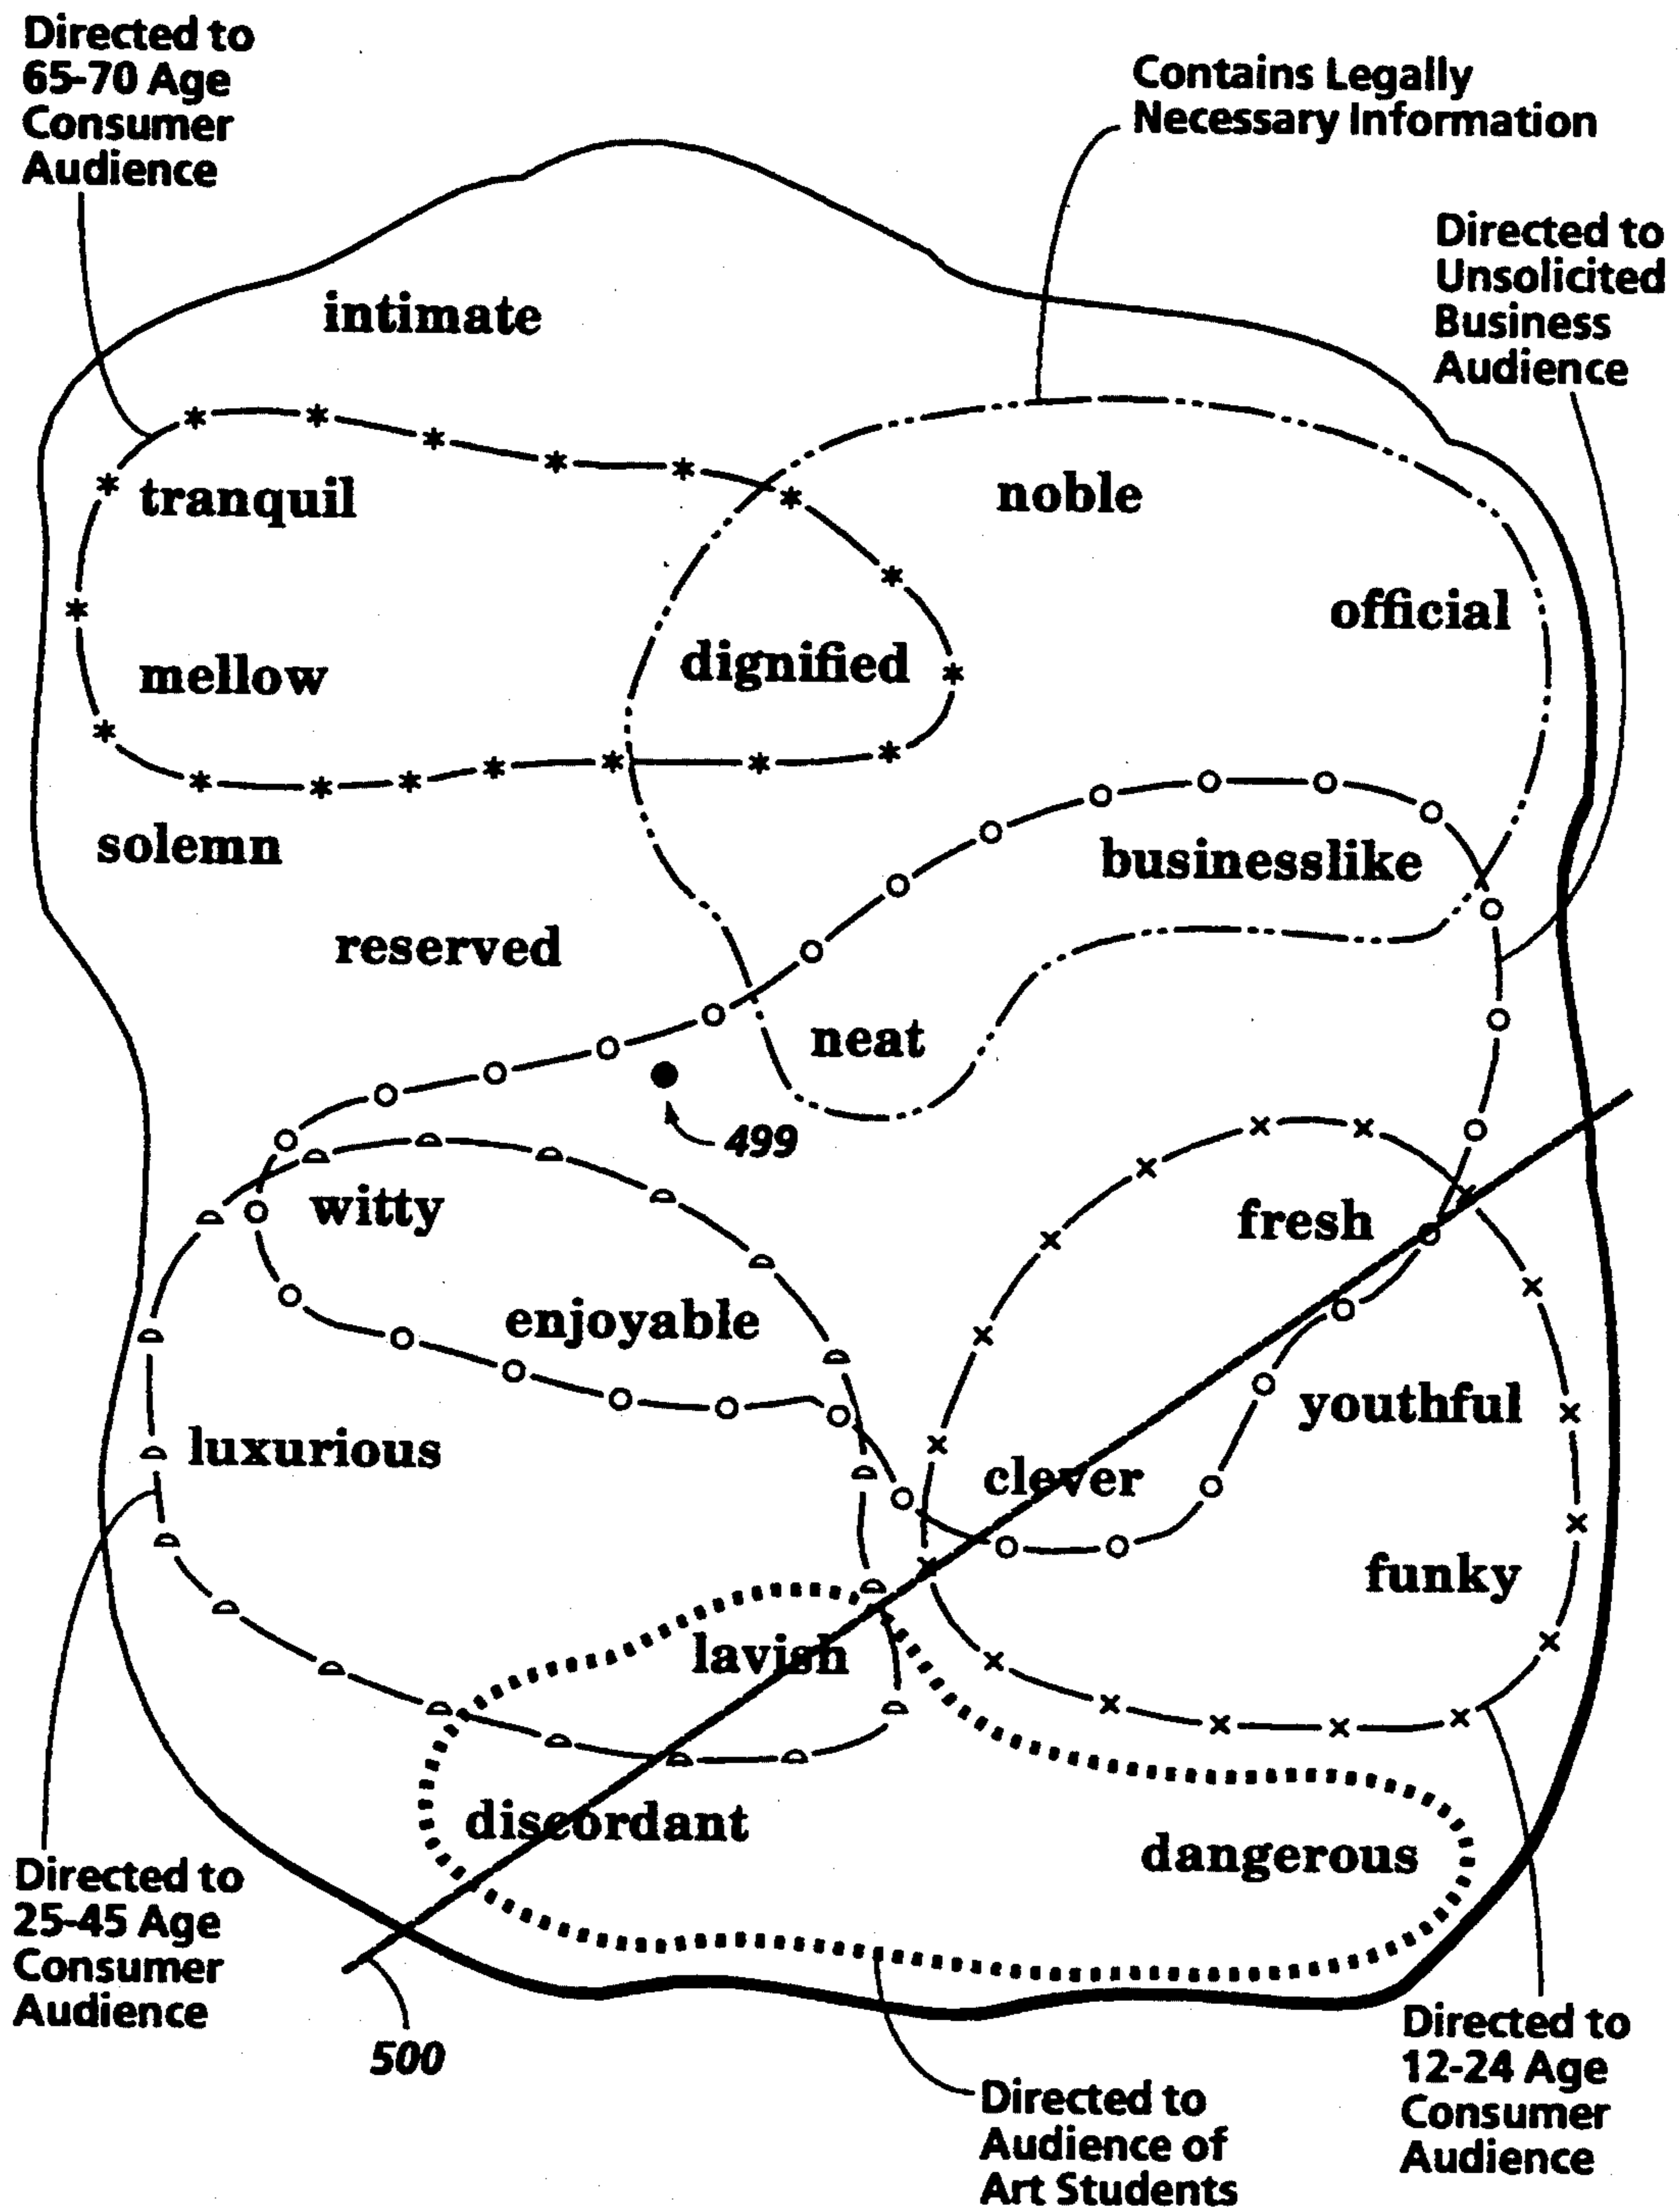 Directed to
65-70 Age
Consumer
Audience
Contains Legally
Necessary Information
Directed to
Unsolicited
Business
Audience
intimate
tranquil
noble
official
mellow
dignified
solemn
businesslike
reserved
neat
499
witty
fresh
enjoyable
youthful
luxurious
clever
funky
lavish
discordant
dangerous
Directed to
25-45 Age
Consumer
Audience
500
Directed to
Audience of
Art Students
Directed to
12-24 Age
Consumer
Audience